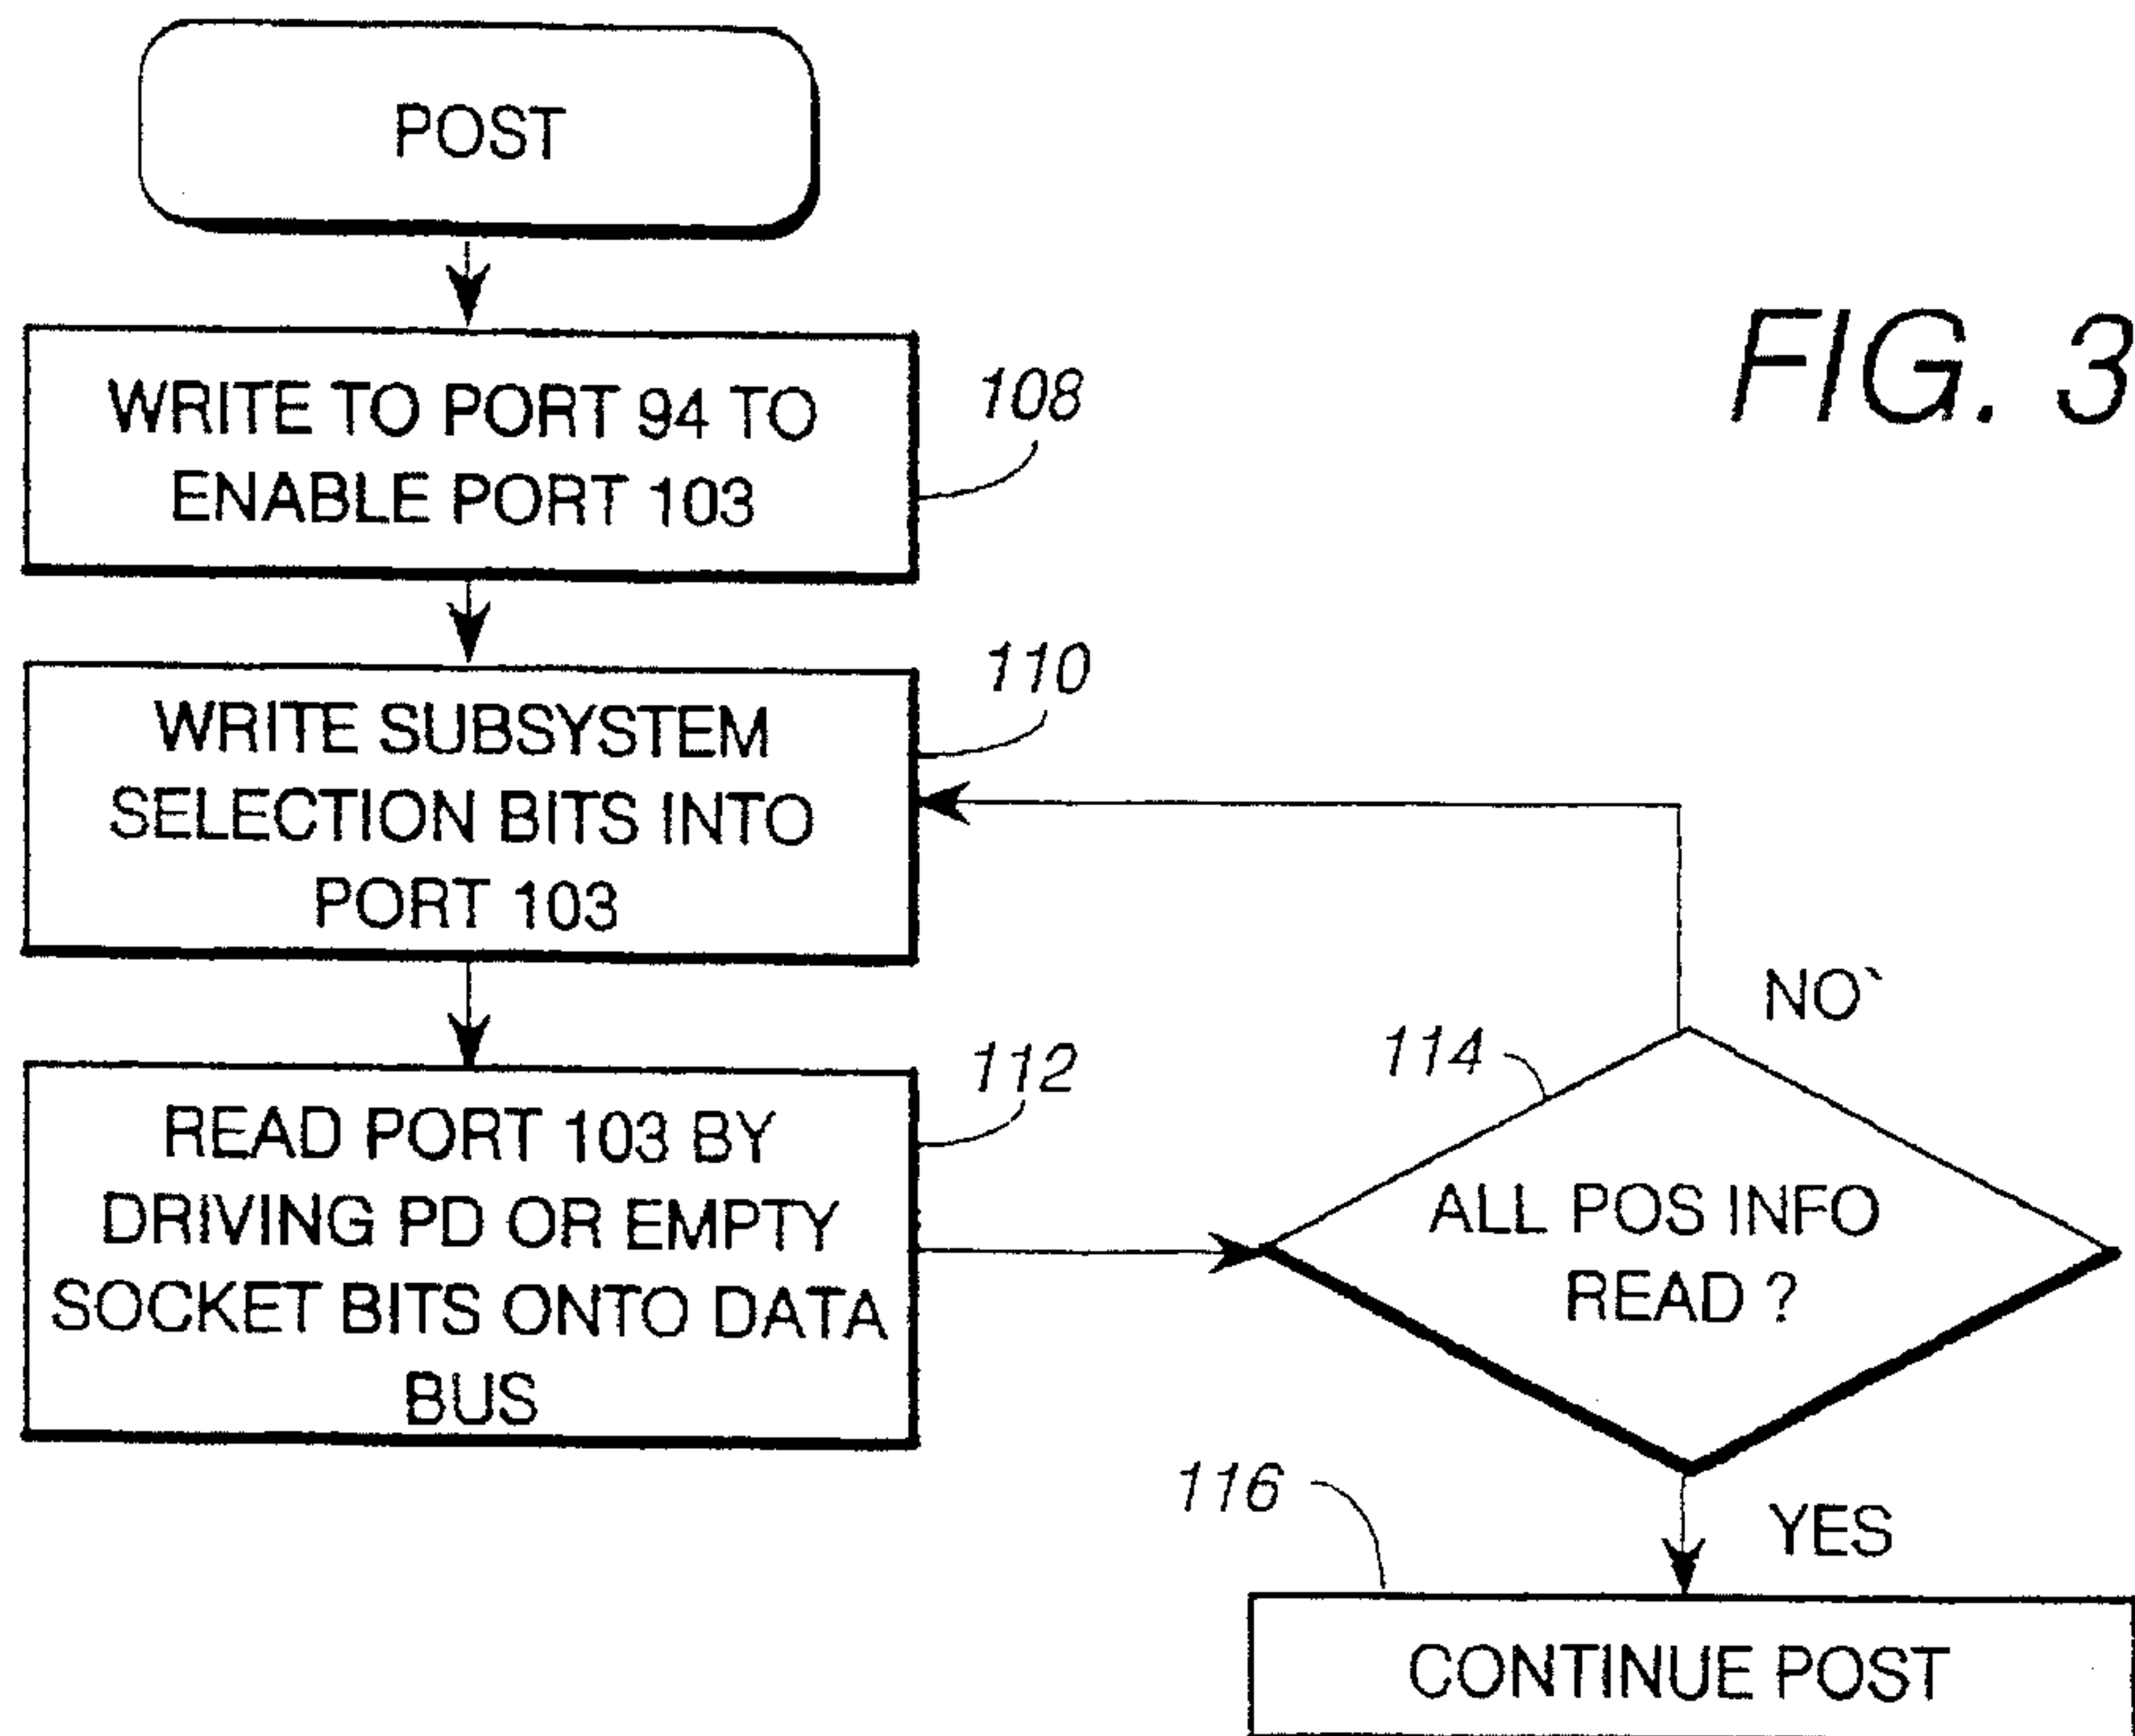 POST
FIG. 3
WRITE TO PORT 94 TO
ENABLE PORT 103
108
WRITE SUBSYSTEM
SELECTION BITS INTO
PORT 103
110
READ PORT 103 BY
DRIVING PD OR EMPTY
SOCKET BITS ONTO DATA
BUS
112
114
NO`
ALL POS INFO
READ ?
YES
116
CONTINUE POST